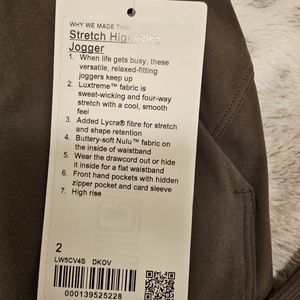 WHY WE MADE THIS
Stretch High-Rise
Jogger
1. When life gets busy, these
versatile, relaxed-fitting
joggers keep up
2. Luxtreme™ fabric is
sweat-wicking and four-way
stretch with a cool, smooth
feel
3. Added Lycra® fibre for stretch
and shape retention
4. Buttery-soft Nulu™ fabric on
the inside of waistband
5. Wear the drawcord out or hide
it inside for a flat waistband
6. Front hand pockets with hidden
zipper pocket and card sleeve
7. High rise
2
LW5CV4S DKOV
000139525228